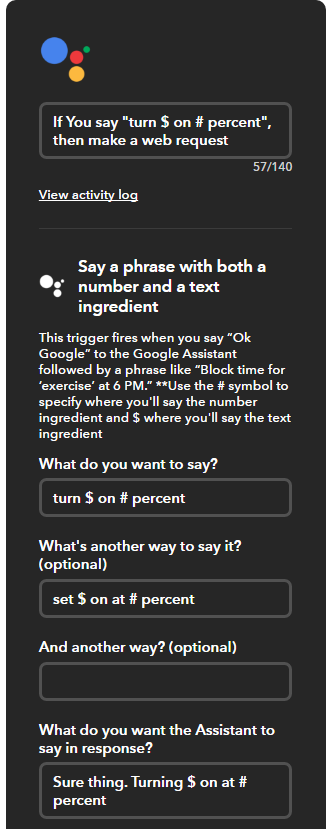 If You say "turn $ on # percent",
then make a web request
57/140
View activity log
Say a phrase with both a
number and a text
ingredient
This trigger fires when you say “Ok
Google” to the Google Assistant
followed by a phrase like “Block time for
‘exercise’ at 6 PM.” **Use the # symbol to
specify where you'll say the number
ingredient and $ where you'll say the text
ingredient
What do you want to say?
turn $ on # percent
What's another way to say it?
(optional)
set $ on at # percent
And another way? (optional)
What do you want the Assistant to
say in response?
Sure thing. Turning $ on at #
percent